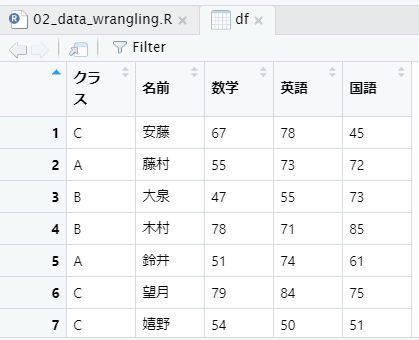 02_data_wrangling.R df
Filter
クラス 名前 数学 英語 国語
1 C 安藤 67 78 45
2 A 藤村 55 73 72
3 B 大泉 47 55 73
4 B 木村 78 71 85
5 A 鈴井 51 74 61
6 C 望月 79 84 75
7 C 嬉野 54 50 51